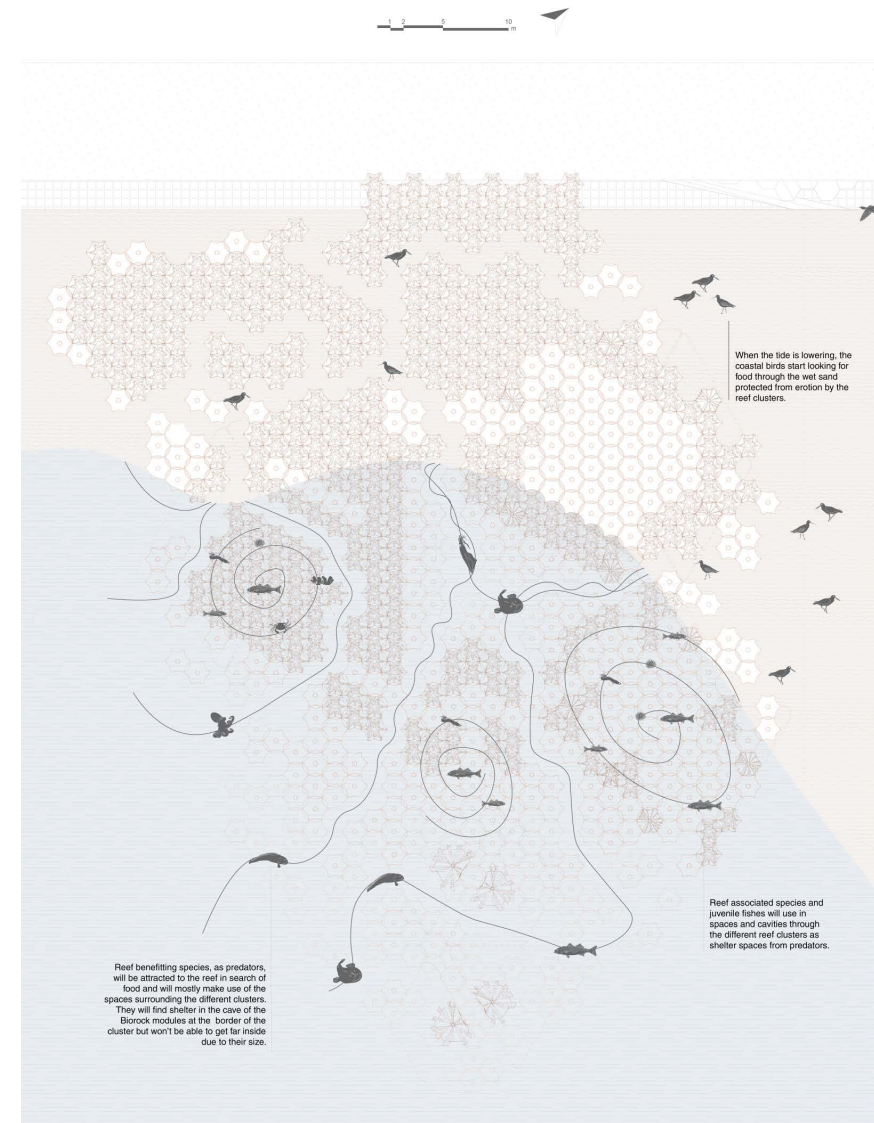 1 2 5 10
m
When the tide is lowering, the
coastal birds start looking for
food through the wet sand
protected from erotion by the
reef clusters.
Reef associated species and
juvenile fishes will use in
spaces and cavities through
the different reef clusters as
shelter spaces from predators.
Reef benefitting species, as predators,
will be attracted to the reef in search of
food and will mostly make use of the
spaces surrounding the different clusters.
They will find shelter in the cave of the
Biorock modules at the border of the
cluster but won't be able to get far inside
due to their size.